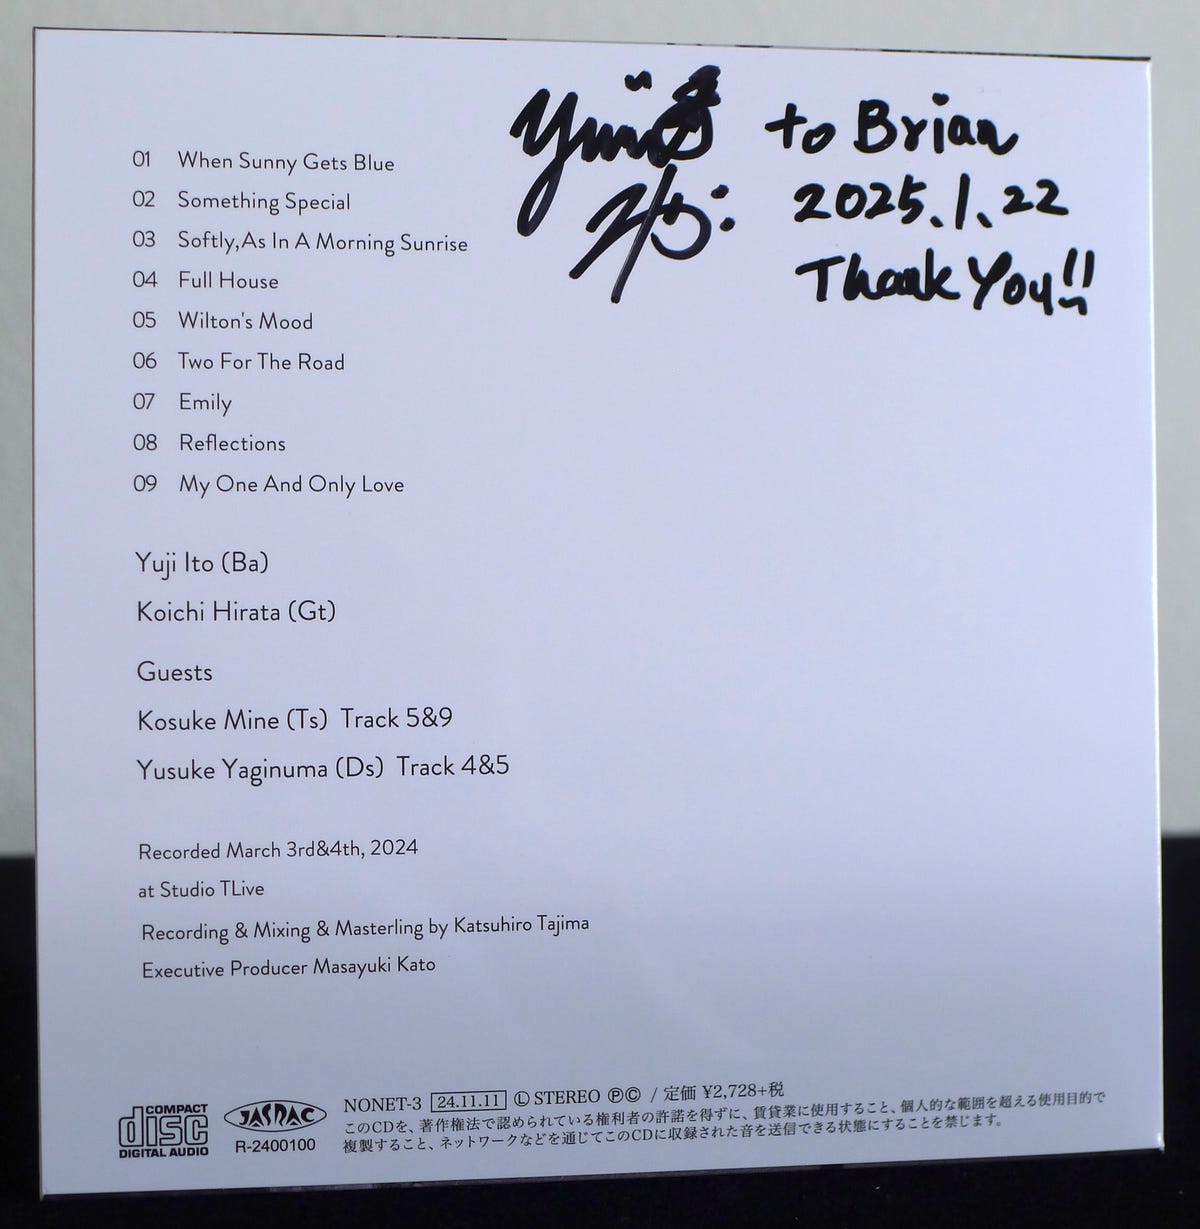 to Brian
2025.1.22
Thank You!!
01 When Sunny Gets Blue
02 Something Special
03 Softly,As In A Morning Sunrise
04 Full House
05 Wilton's Mood
06 Two For The Road
07 Emily
08 Reflections
09 My One And Only Love
Yuji Ito (Ba)
Koichi Hirata (Gt)
Guests
Kosuke Mine (Ts) Track 5&9
Yusuke Yaginuma (Ds) Track 4&5
Recorded March 3rd&4th, 2024
at Studio TLive
Recording & Mixing & Masterling by Katsuhiro Tajima
Executive Producer Masayuki Kato
COMPACT
disc
DIGITAL AUDIO
JASRAC
R-2400100
NONET-3 24.11.11 Ⓛ STEREO ℗© / 定価 ¥2,728+税
このCDを、著作権法で認められている権利者の許諾を得ずに、賃貸業に使用すること、個人的な範囲を超える使用目的で
複製すること、ネットワークなどを通じてこのCDに収録された音を送信できる状態にすることを禁じます。